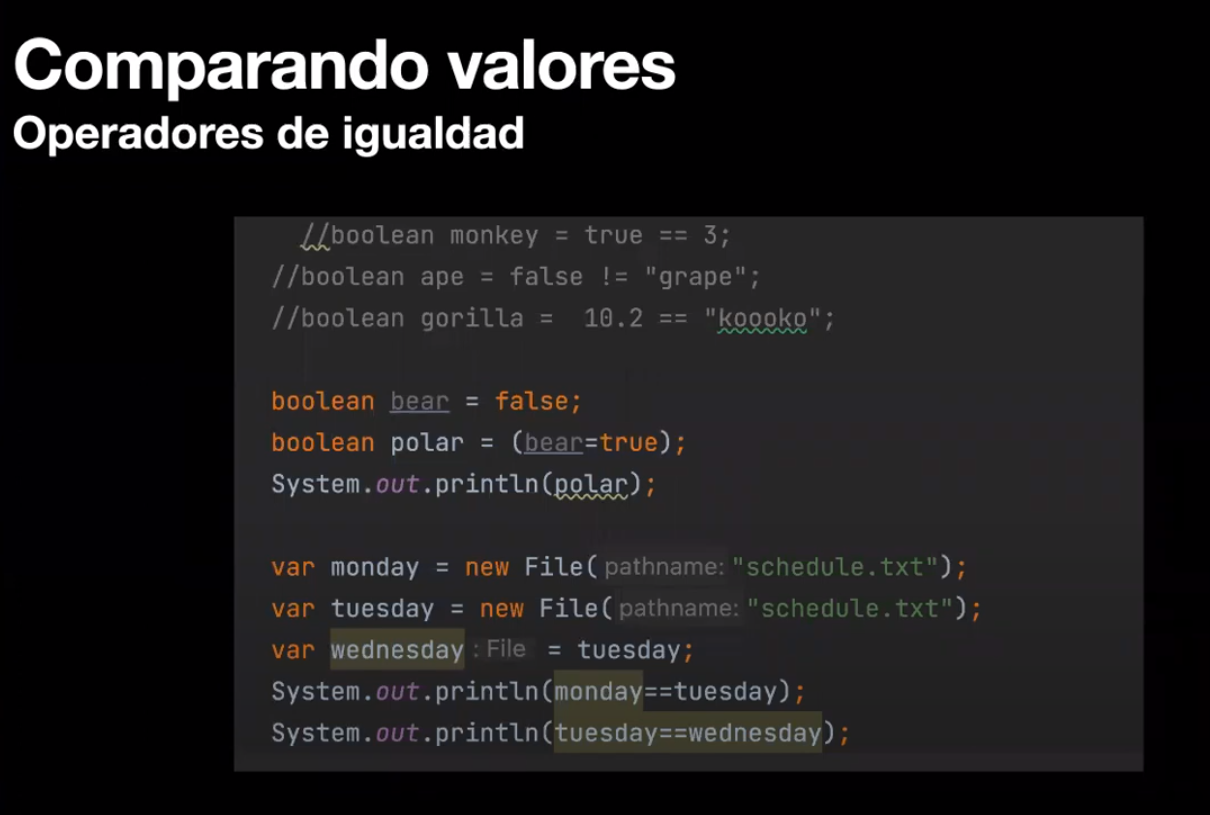 Comparando valores
Operadores de igualdad
//boolean monkey = true == 3;
//boolean ape = false != "grape";
//boolean gorilla =  10.2 == "koooko";
boolean bear = false;
boolean polar = (bear=true);
System.out.println(polar);
var monday = new File( pathname: "schedule.txt");
var tuesday = new File( pathname: "schedule.txt");
var wednesday : File  = tuesday;
System.out.println(monday==tuesday);
System.out.println(tuesday==wednesday);